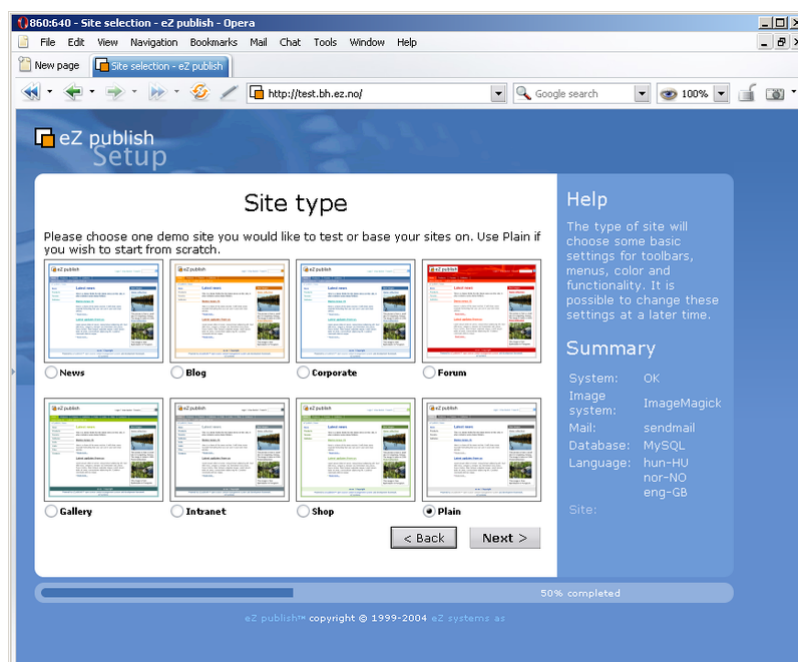 860:640 - Site selection - eZ publish - Opera
File Edit View Navigation Bookmarks Mail Chat Tools Window Help
New page Site selection - eZ publish
http://test.bh.ez.no/ Google search 100%
eZ publish
Setup
Site type
Please choose one demo site you would like to test or base your sites on. Use Plain if
you wish to start from scratch.
News Blog Corporate Forum
Gallery Intranet Shop Plain
< Back Next >
Help
The type of site will
choose some basic
settings for toolbars,
menus, color and
functionality. It is
possible to change these
settings at a later time.
Summary
System: OK
Image
system: ImageMagick
Mail: sendmail
Database: MySQL
Language: hun-HU
nor-NO
eng-GB
Site:
50% completed
eZ publish™ copyright © 1999-2004 eZ systems as